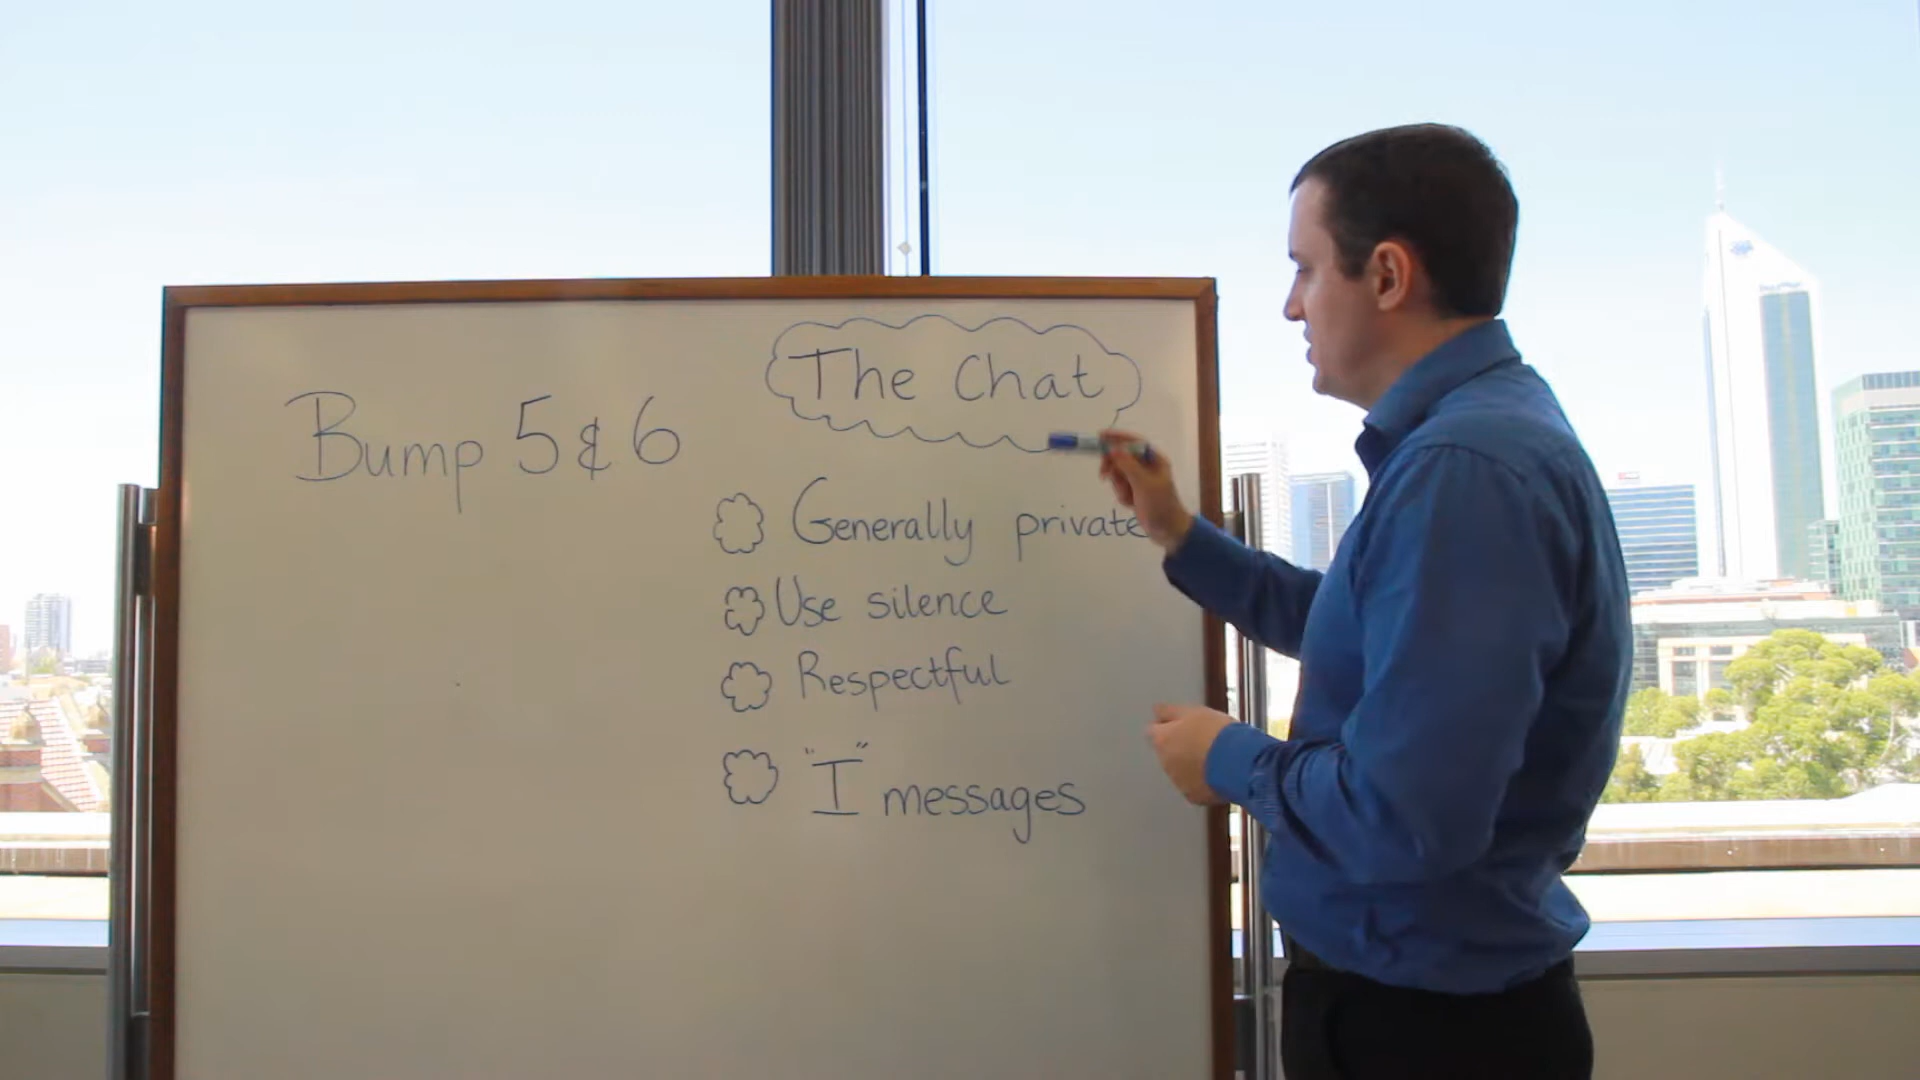 The Chat
Bump 5 & 6
Generally private
Use silence
Respectful
"I" messages